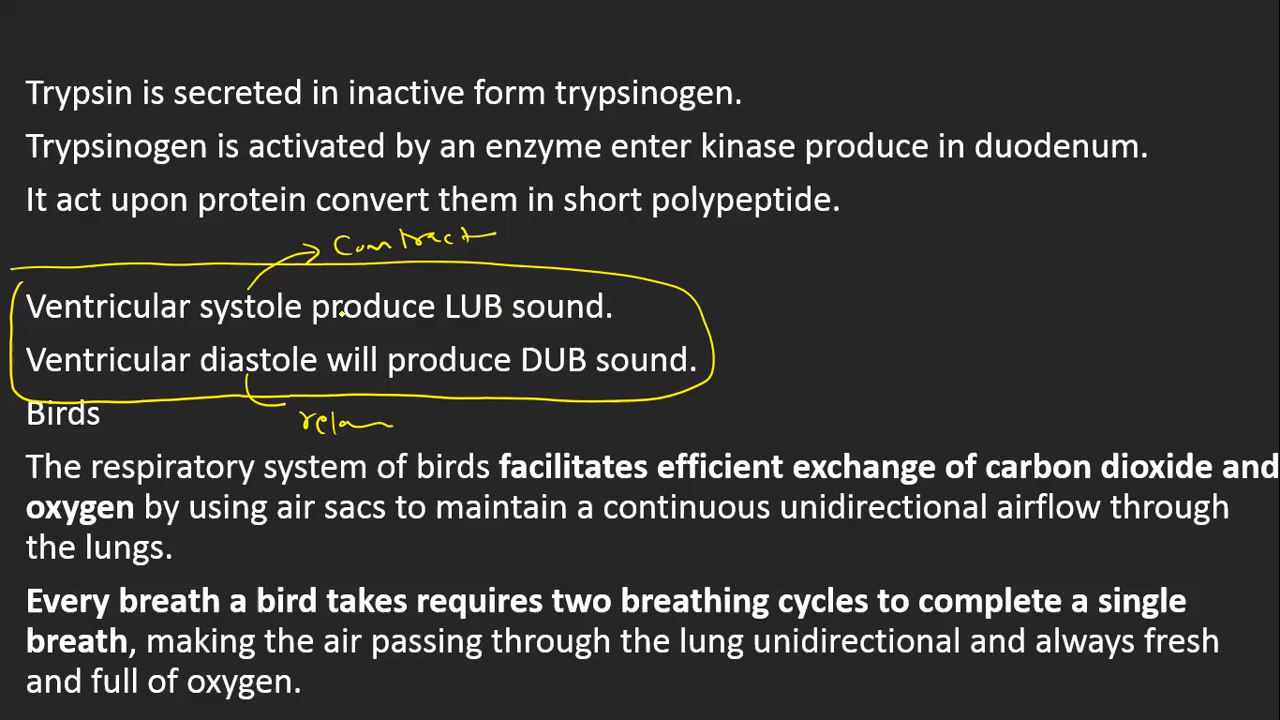 Trypsin is secreted in inactive form trypsinogen.
Trypsinogen is activated by an enzyme enter kinase produce in duodenum.
It act upon protein convert them in short polypeptide.
Contract
Ventricular systole produce LUB sound.
Ventricular diastole will produce DUB sound.
Birds
relax
The respiratory system of birds facilitates efficient exchange of carbon dioxide and
oxygen by using air sacs to maintain a continuous unidirectional airflow through
the lungs.
Every breath a bird takes requires two breathing cycles to complete a single
breath, making the air passing through the lung unidirectional and always fresh
and full of oxygen.